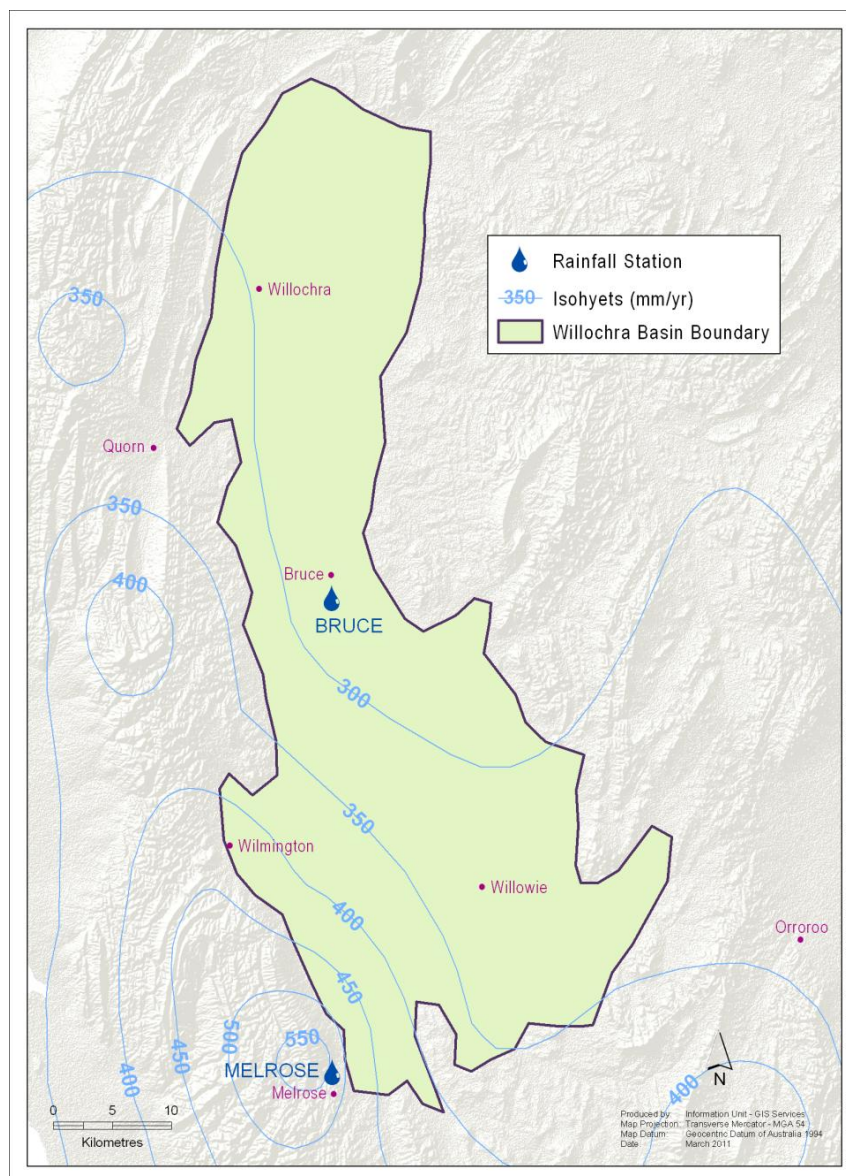 350
Rainfall Station
350 Isohyets (mm/yr)
Willochra Basin Boundary
Willochra
Quorn
350
400
Bruce
BRUCE
300
350
Wilmington
Willowie
400
Orroroo
450
500
550
MELROSE
Melrose
450
400
400
N
0 5 10
Kilometres
Produced by: Information Unit - GIS Services
Map Projection: Transverse Mercator - MGA 54
Map Datum: Geocentric Datum of Australia 1994
Date March 2011